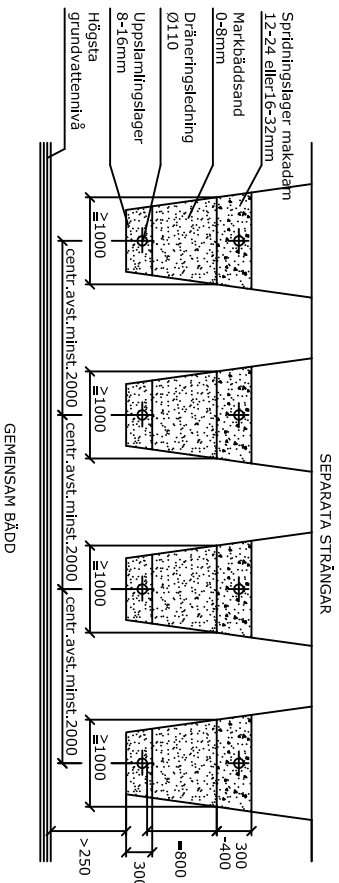 SEPARATA STRÄNGAR
Spridningslager makadam
12-24 eller16-32mm
Markbäddsand
0-8mm
Dräneringsledning
Ø110
Uppslamlingslager
8-16mm
Högsta
grundvattennivå
>=1000
>=1000
>=1000
>=1000
centr.avst.minst.2000
centr.avst.minst.2000
centr.avst.minst.2000
300
-400
=800
300
>250
GEMENSAM BÄDD